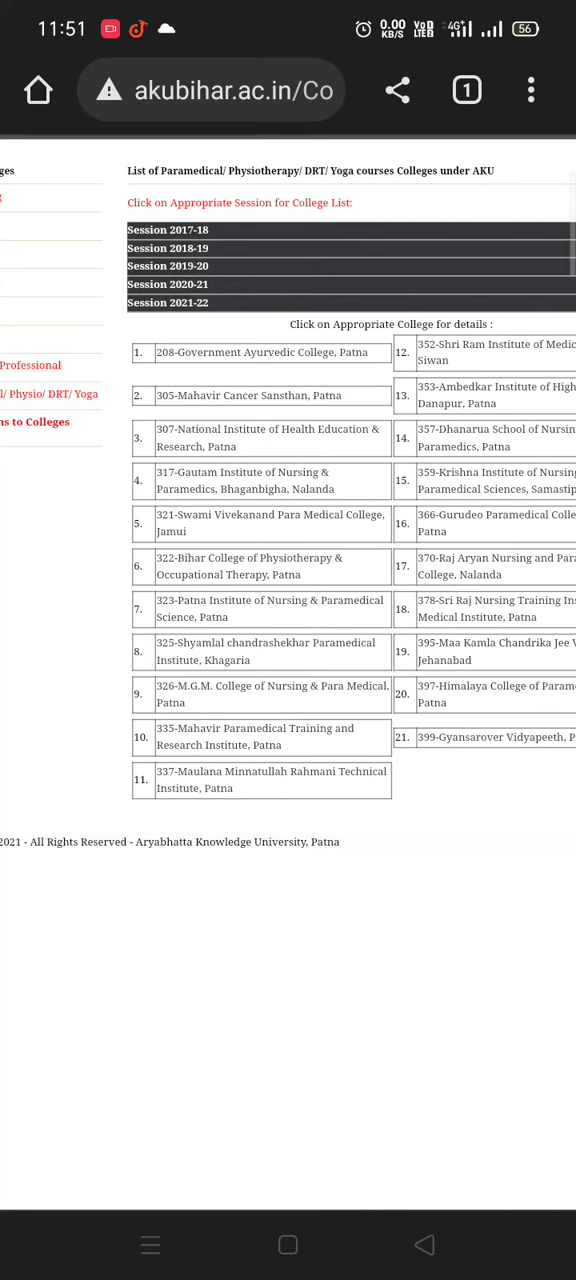 11:51
0.00
KB/S
VoD
LTE2
4G+
56
akubihar.ac.in/Co
1
ges
List of Paramedical/ Physiotherapy/ DRT/ Yoga courses Colleges under AKU
Click on Appropriate Session for College List:
Session 2017-18
Session 2018-19
Session 2019-20
Session 2020-21
Session 2021-22
Professional
l/ Physio/ DRT/ Yoga
ns to Colleges
Click on Appropriate College for details :
1. 208-Government Ayurvedic College, Patna
2. 305-Mahavir Cancer Sansthan, Patna
3. 307-National Institute of Health Education &
Research, Patna
4. 317-Gautam Institute of Nursing &
Paramedics, Bhaganbigha, Nalanda
5. 321-Swami Vivekanand Para Medical College,
Jamui
6. 322-Bihar College of Physiotherapy &
Occupational Therapy, Patna
7. 323-Patna Institute of Nursing & Paramedical
Science, Patna
8. 325-Shyamlal chandrashekhar Paramedical
Institute, Khagaria
9. 326-M.G.M. College of Nursing & Para Medical,
Patna
10. 335-Mahavir Paramedical Training and
Research Institute, Patna
11. 337-Maulana Minnatullah Rahmani Technical
Institute, Patna
12. 352-Shri Ram Institute of Medic
Siwan
13. 353-Ambedkar Institute of High
Danapur, Patna
14. 357-Dhanarua School of Nursin
Paramedics, Patna
15. 359-Krishna Institute of Nursing
Paramedical Sciences, Samastip
16. 366-Gurudeo Paramedical Colle
Patna
17. 370-Raj Aryan Nursing and Para
College, Nalanda
18. 378-Sri Raj Nursing Training Ins
Medical Institute, Patna
19. 395-Maa Kamla Chandrika Jee V
Jehanabad
20. 397-Himalaya College of Parame
Patna
21. 399-Gyansarover Vidyapeeth, P
2021 - All Rights Reserved - Aryabhatta Knowledge University, Patna